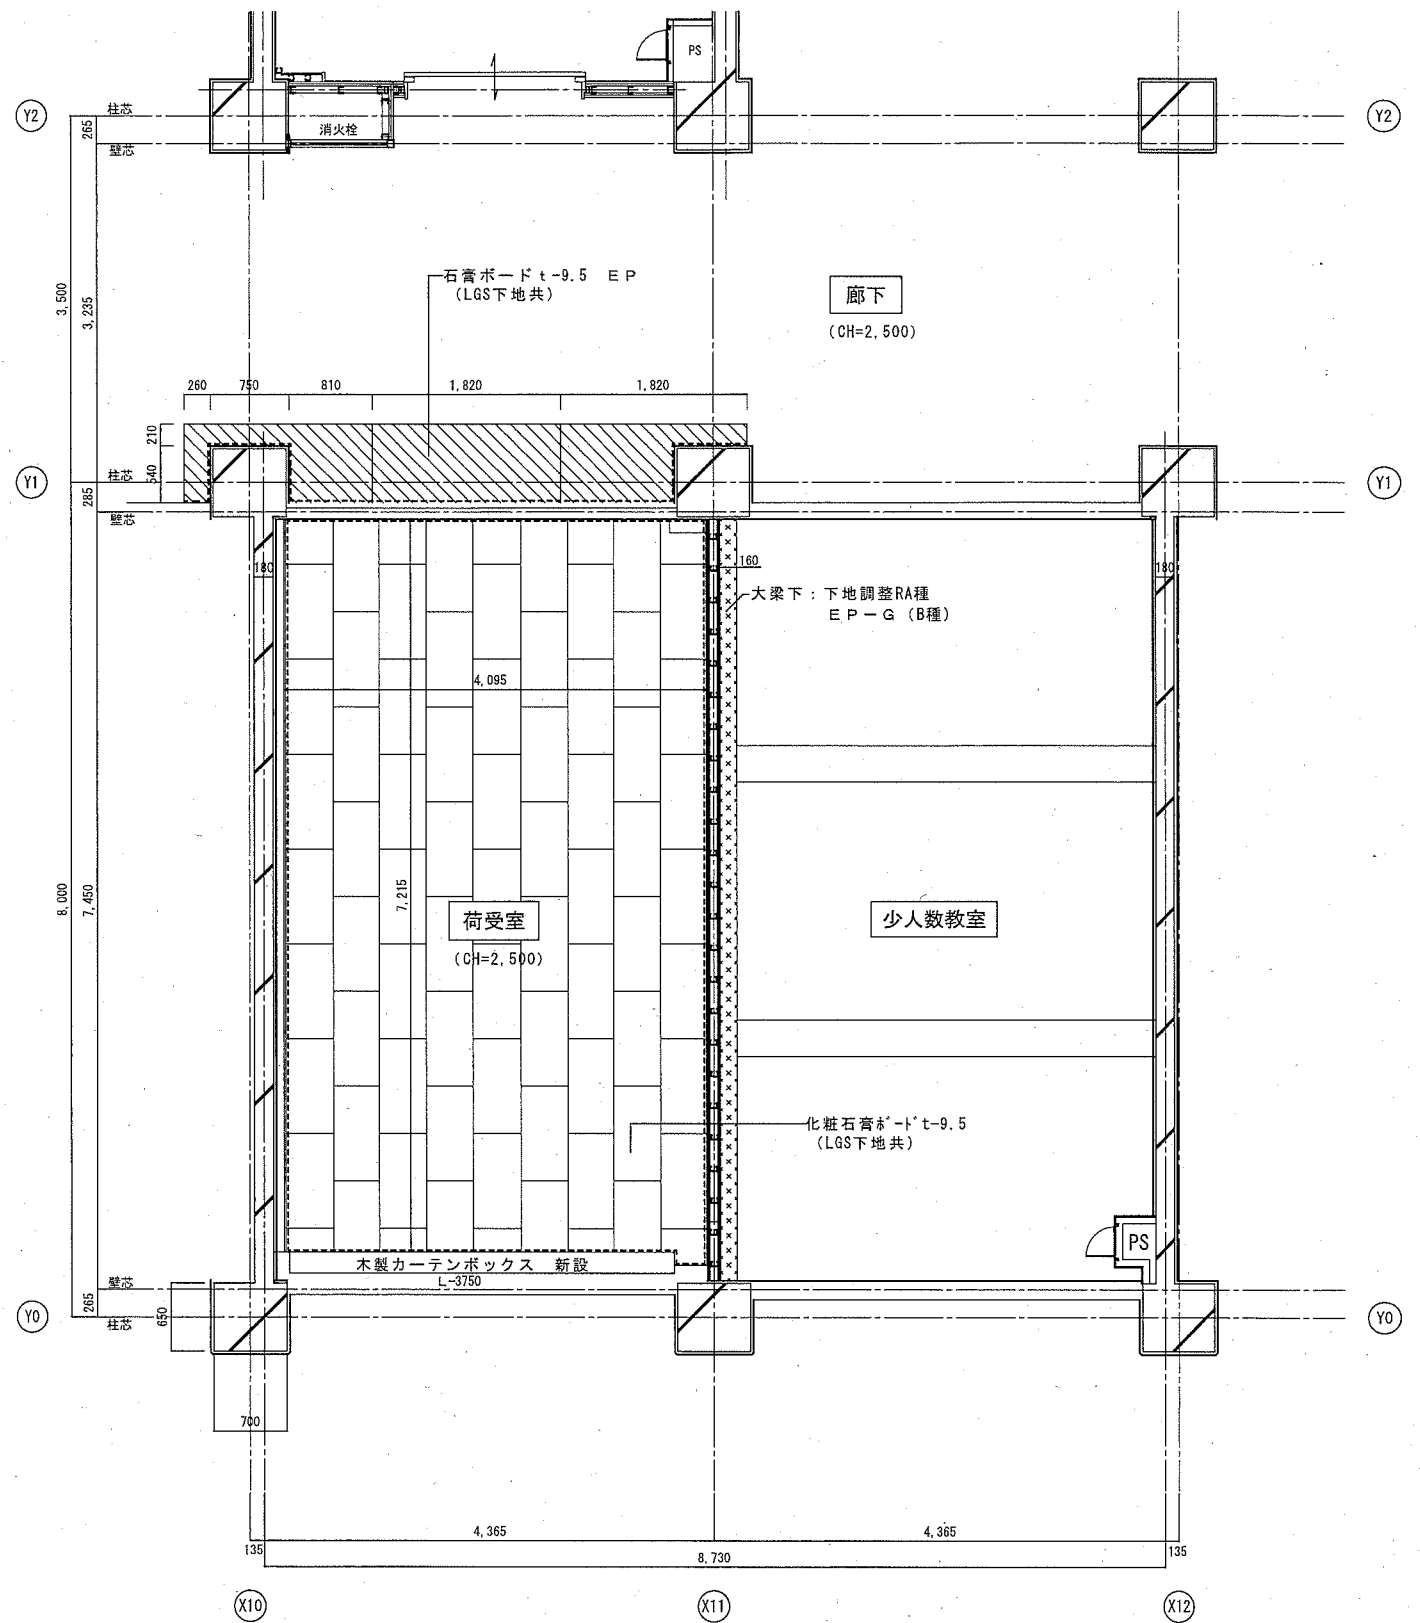 PS
Y2
柱芯
265
壁芯
消火栓
Y2
石膏ボードt-9.5 EP
(LGS下地共)
廊下
(CH=2,500)
3,500
3,235
260
750
810
1,820
1,820
210
540
Y1
柱芯
285
壁芯
Y1
180
160
180
大梁下:下地調整RA種
EP-G (B種)
4,095
8,000
7,450
7,215
荷受室
(CH=2,500)
少人数教室
化粧石膏ボードt-9.5
(LGS下地共)
PS
木製カーテンボックス 新設
L-3750
壁芯
265
Y0
柱芯
650
Y0
700
4,365
4,365
135
8,730
135
X10
X11
X12